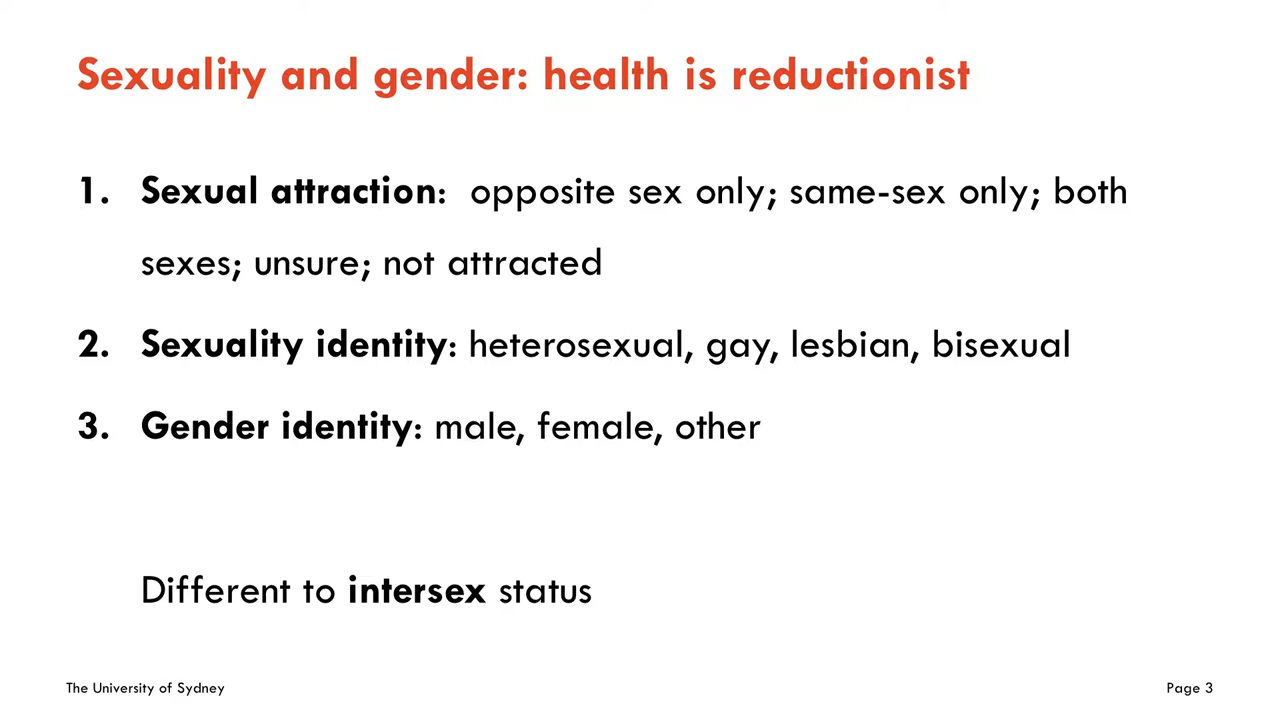 Sexuality and gender: health is reductionist
1. Sexual attraction: opposite sex only; same-sex only; both
sexes; unsure; not attracted
2. Sexuality identity: heterosexual, gay, lesbian, bisexual
3. Gender identity: male, female, other
Different to intersex status
The University of Sydney
Page 3